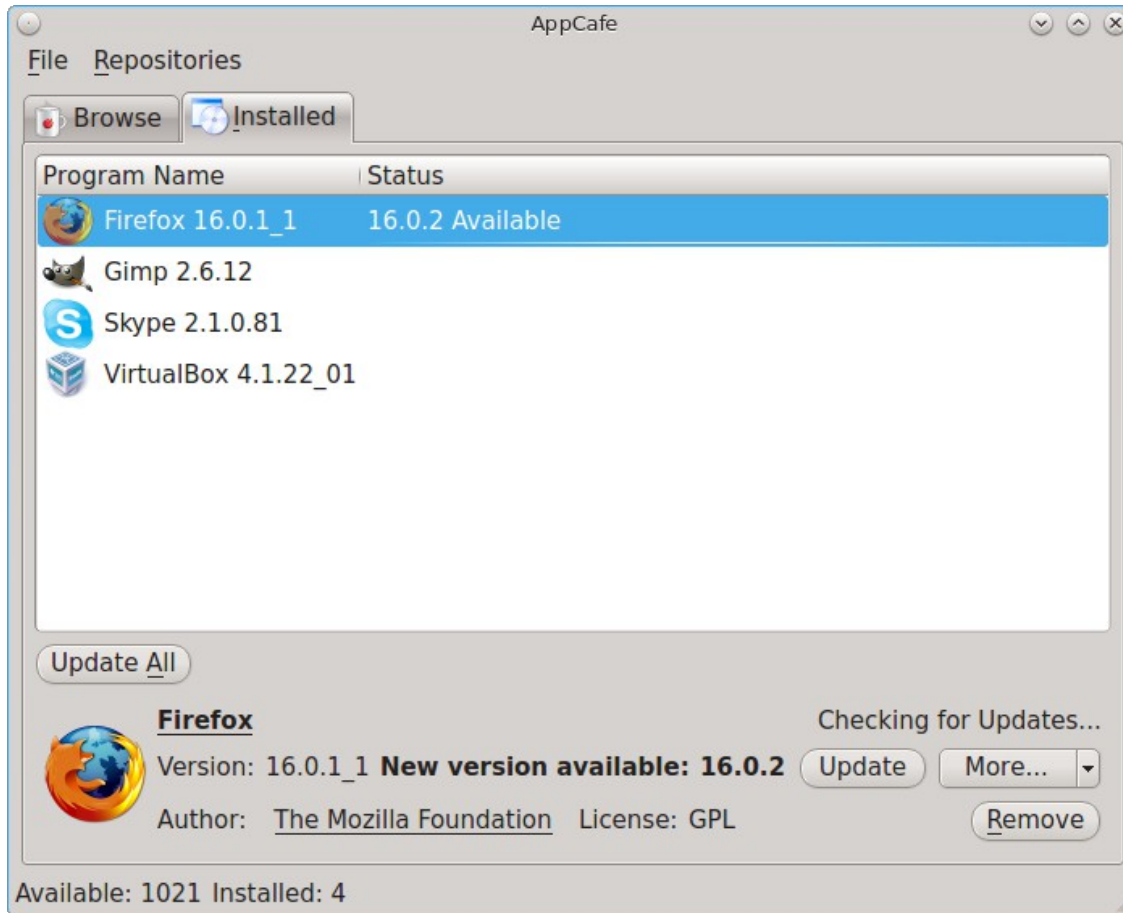 AppCafe
File Repositories
Browse Installed
Program Name Status
Firefox 16.0.1_1 16.0.2 Available
Gimp 2.6.12
Skype 2.1.0.81
VirtualBox 4.1.22_01
Update All
Firefox Checking for Updates...
Version: 16.0.1_1 New version available: 16.0.2 Update More...
Author: The Mozilla Foundation License: GPL Remove
Available: 1021 Installed: 4